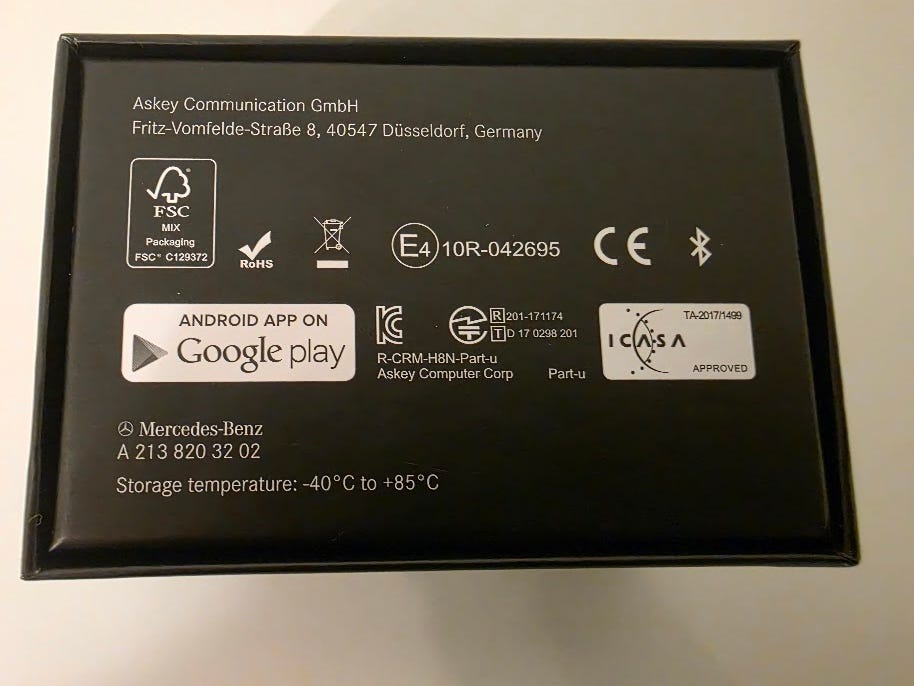 Askey Communication GmbH
Fritz-Vomfelde-Straße 8, 40547 Düsseldorf, Germany
FSC
MIX
Packaging
FSC® C129372
RoHS
E4 10R-042695
CE
ANDROID APP ON
Google play
KC
R-CRM-H8N-Part-u
Askey Computer Corp
R 201-171174
T D 17 0298 201
Part-u
TA-2017/1499
ICASA
APPROVED
Mercedes-Benz
A 213 820 32 02
Storage temperature: -40°C to +85°C